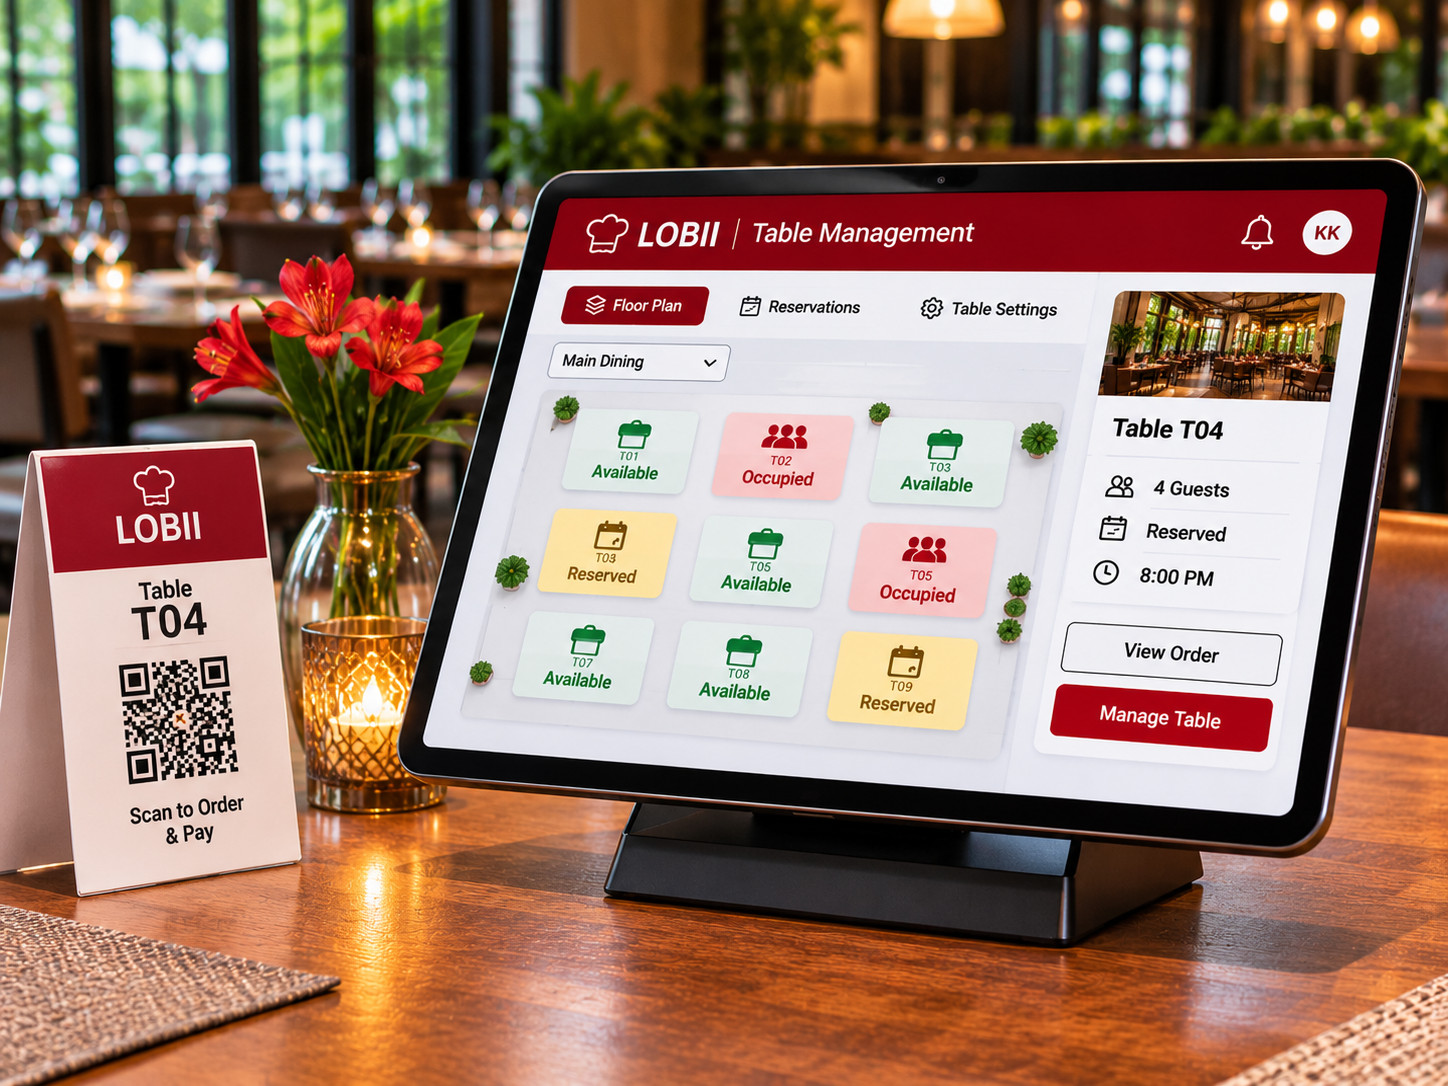 LOBII
Table
T04
Scan to Order
& Pay
LOBII | Table Management
KK
Floor Plan
Reservations
Table Settings
Main Dining
T01
Available
T02
Occupied
T03
Available
T03
Reserved
T05
Available
T05
Occupied
T07
Available
T08
Available
T09
Reserved
Table T04
4 Guests
Reserved
8:00 PM
View Order
Manage Table